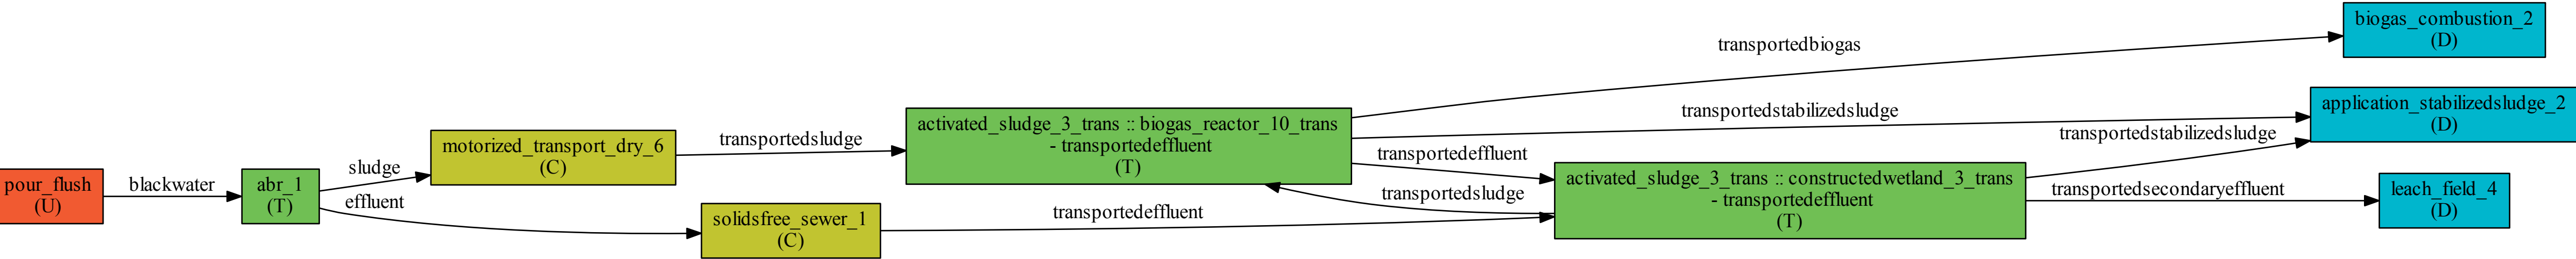 pour_flush
(U)
blackwater
abr_1
(T)
sludge
effluent
motorized_transport_dry_6
(C)
solidsfree_sewer_1
(C)
transportedsludge
transportedeffluent
activated_sludge_3_trans :: biogas_reactor_10_trans
- transportedeffluent
(T)
transportedbiogas
transportedstabilizedsludge
transportedeffluent
transportedsludge
activated_sludge_3_trans :: constructedwetland_3_trans
- transportedeffluent
(T)
transportedstabilizedsludge
transportedsecondaryeffluent
biogas_combustion_2
(D)
application_stabilizedsludge_2
(D)
leach_field_4
(D)